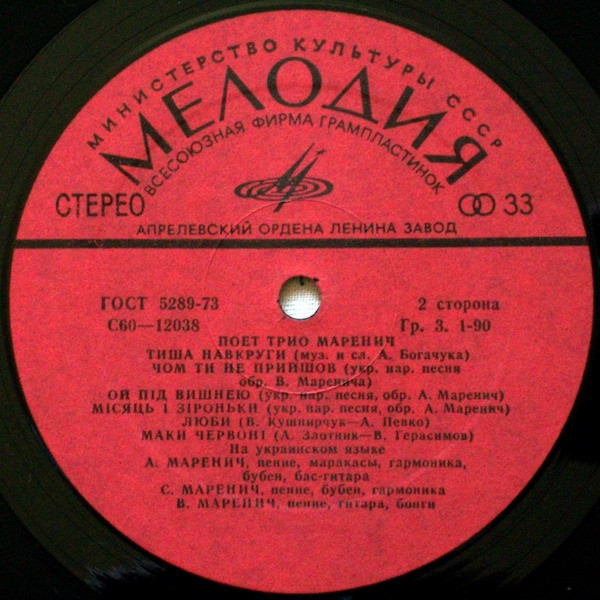 МИНИСТЕРСТВО КУЛЬТУРЫ СССР
МЕЛОДИЯ
ВСЕСОЮЗНАЯ ФИРМА ГРАМПЛАСТИНОК
СТЕРЕО
33
АПРЕЛЕВСКИЙ ОРДЕНА ЛЕНИНА ЗАВОД
ГОСТ 5289-73
2 сторона
С60—12038
Гр. 3. 1-90
ПОЕТ ТРИО МАРЕНИЧ
ТИША НАВКРУГИ (муз. и сл. А. Богачука)
ЧОМ ТИ НЕ ПРИЙШОВ (укр. нар. песня
обр. В. Маренича)
ОЙ ПІД ВИШНЕЮ (укр. нар. песня, обр. А. Маренич)
МІСЯЦЬ І ЗІРОНЬКИ (укр. нар. песня, обр. А. Маренич)
ЛЮБИ (В. Кушнирчук—А. Певко)
МАКИ ЧЕРВОНІ (А. Злотник—В. Герасимов)
На украинском языке
А. МАРЕНИЧ, пение, маракасы, гармоника,
бубен, бас-гитара
С. МАРЕНИЧ, пение, бубен, гармоника
В. МАРЕНИЧ, пение, гитара, бонги